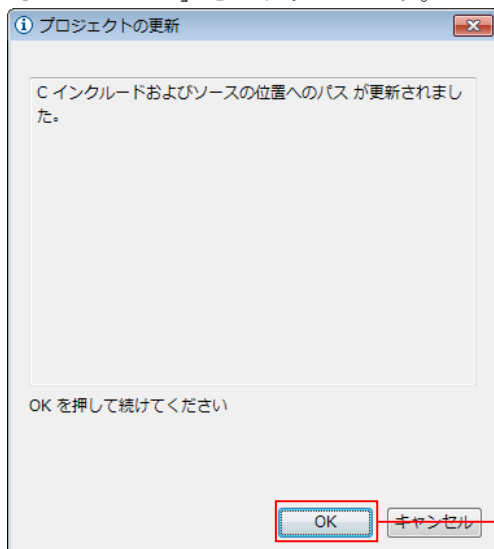 プロジェクトの更新
C インクルードおよびソースの位置へのパス が更新されまし
た。
OK を押して続けてください
OK
キャンセル